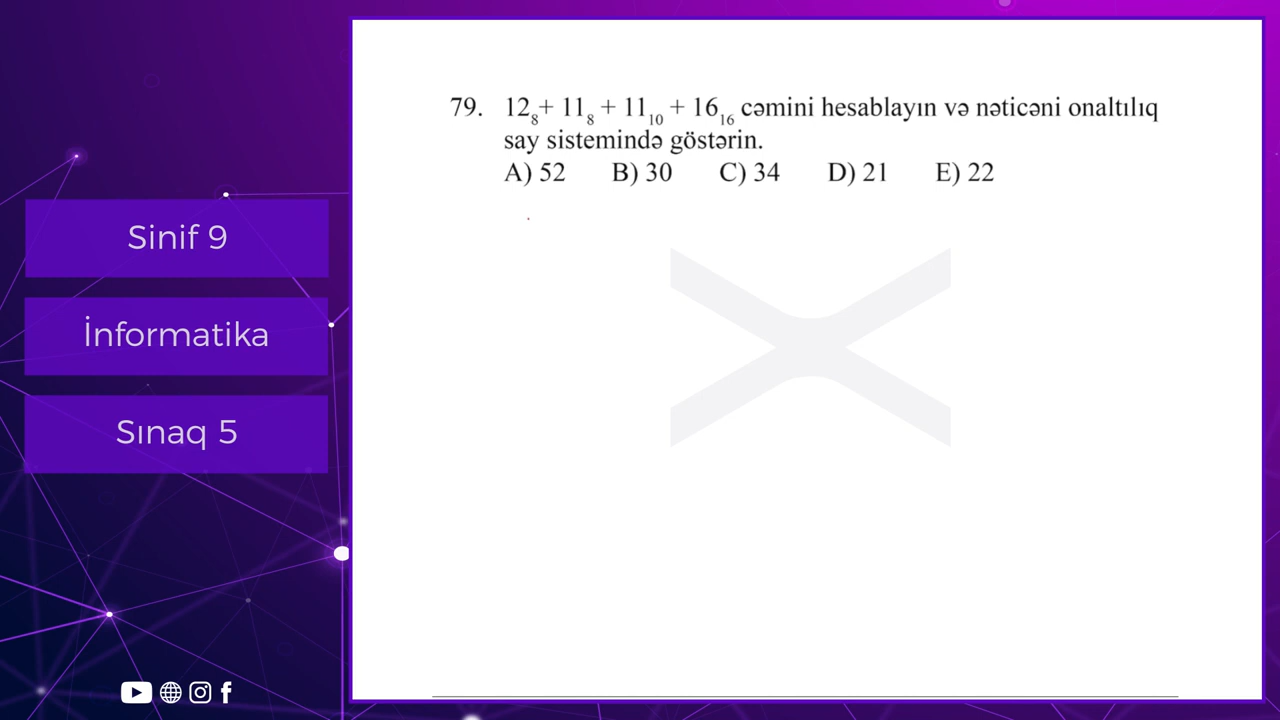 Sinif 9
İnformatika
Sınaq 5
79. 12₈+ 11₈ + 11₁₀ + 16₁₆ cəmini hesablayın və nəticəni onaltılıq
say sistemində göstərin.
A) 52 B) 30 C) 34 D) 21 E) 22